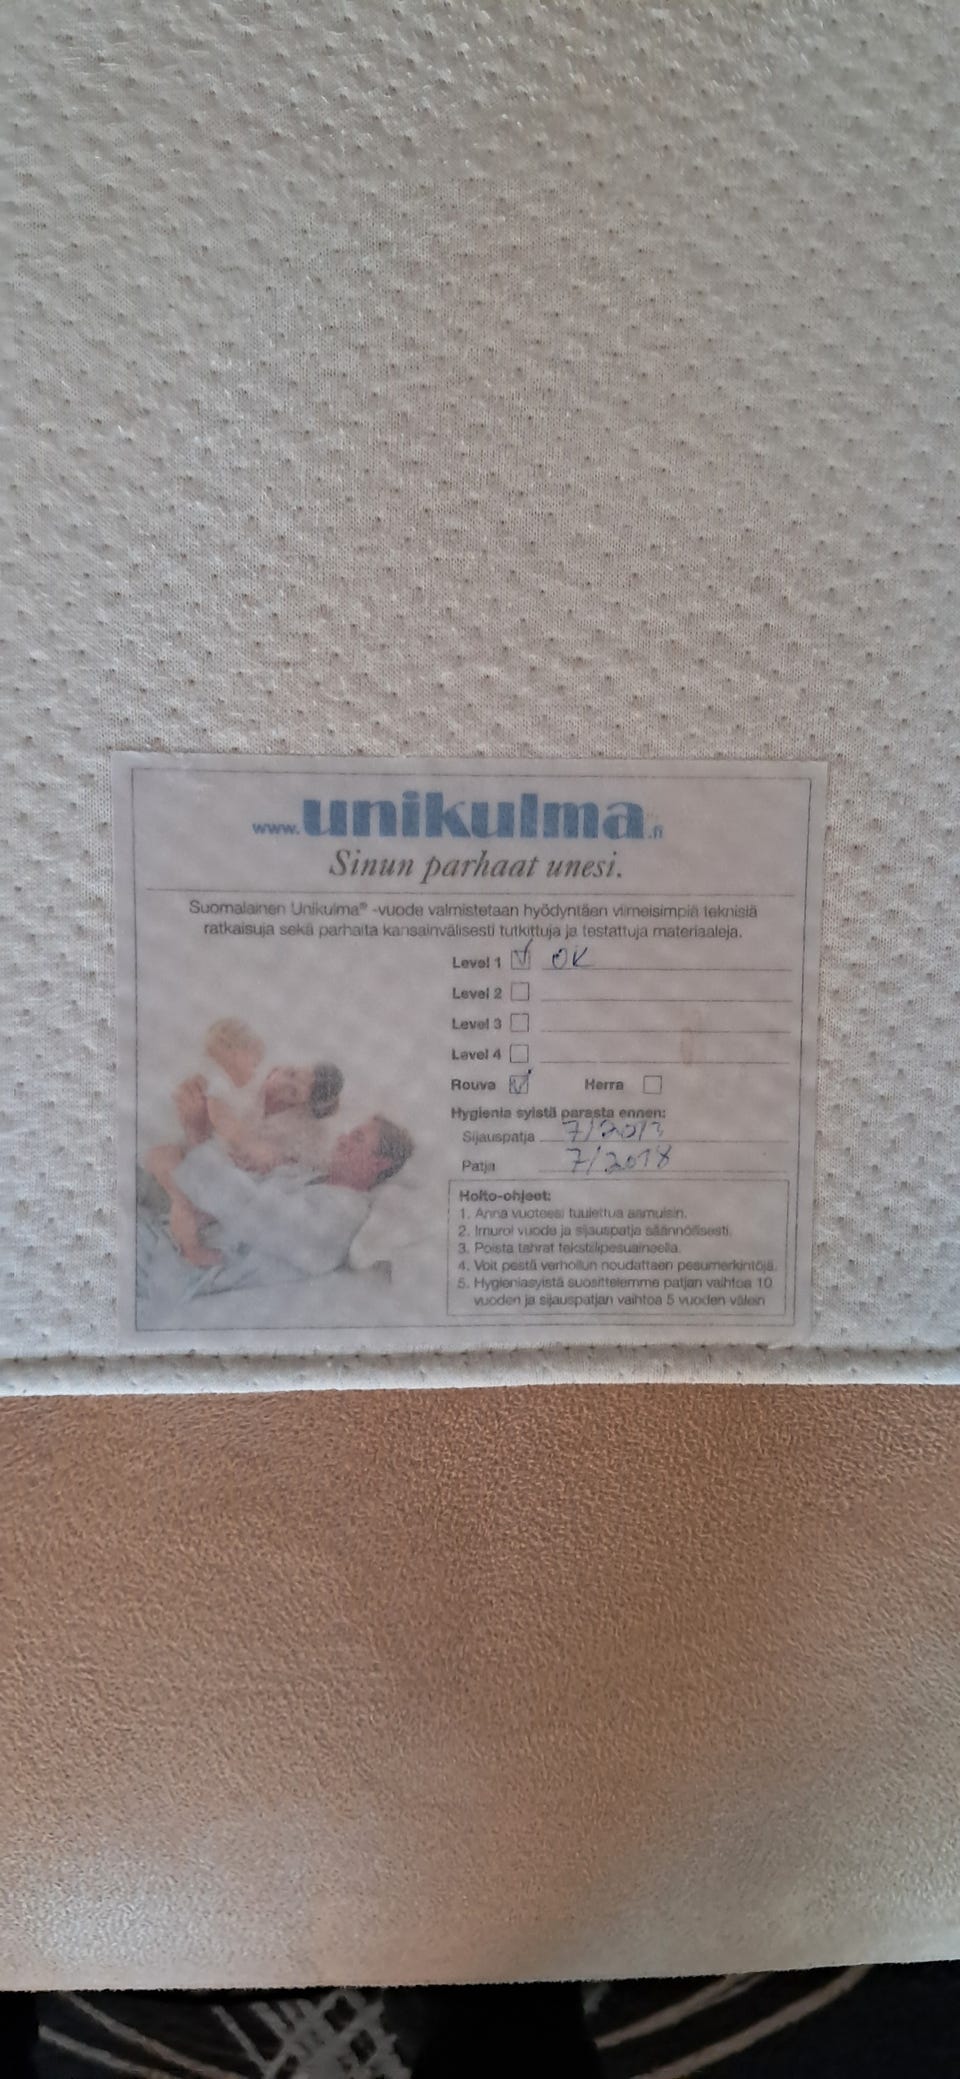 www.unikulma.fi
Sinun parhaat unesi.
Suomalainen Unikulma® -vuode valmistetaan hyödyntäen viimeisimpiä teknisiä
ratkaisuja sekä parhaita kansainvälisesti tutkittuja ja testattuja materiaaleja.
Level 1 OK
Level 2
Level 3
Level 4
Rouva Herra
Hygienia syistä parasta ennen:
Sijauspatja 7/2013
Patja 7/2018
Hoito-ohjeet:
1. Anna vuoteesi tuulettua aamuisin.
2. Imuroi vuode ja sijauspatja säännöllisesti.
3. Poista tahrat tekstiilipesuaineella.
4. Voit pestä verhoilun noudattaen pesumerkintöjä.
5. Hygieniasyistä suosittelemme patjan vaihtoa 10
vuoden ja sijauspatjan vaihtoa 5 vuoden välein